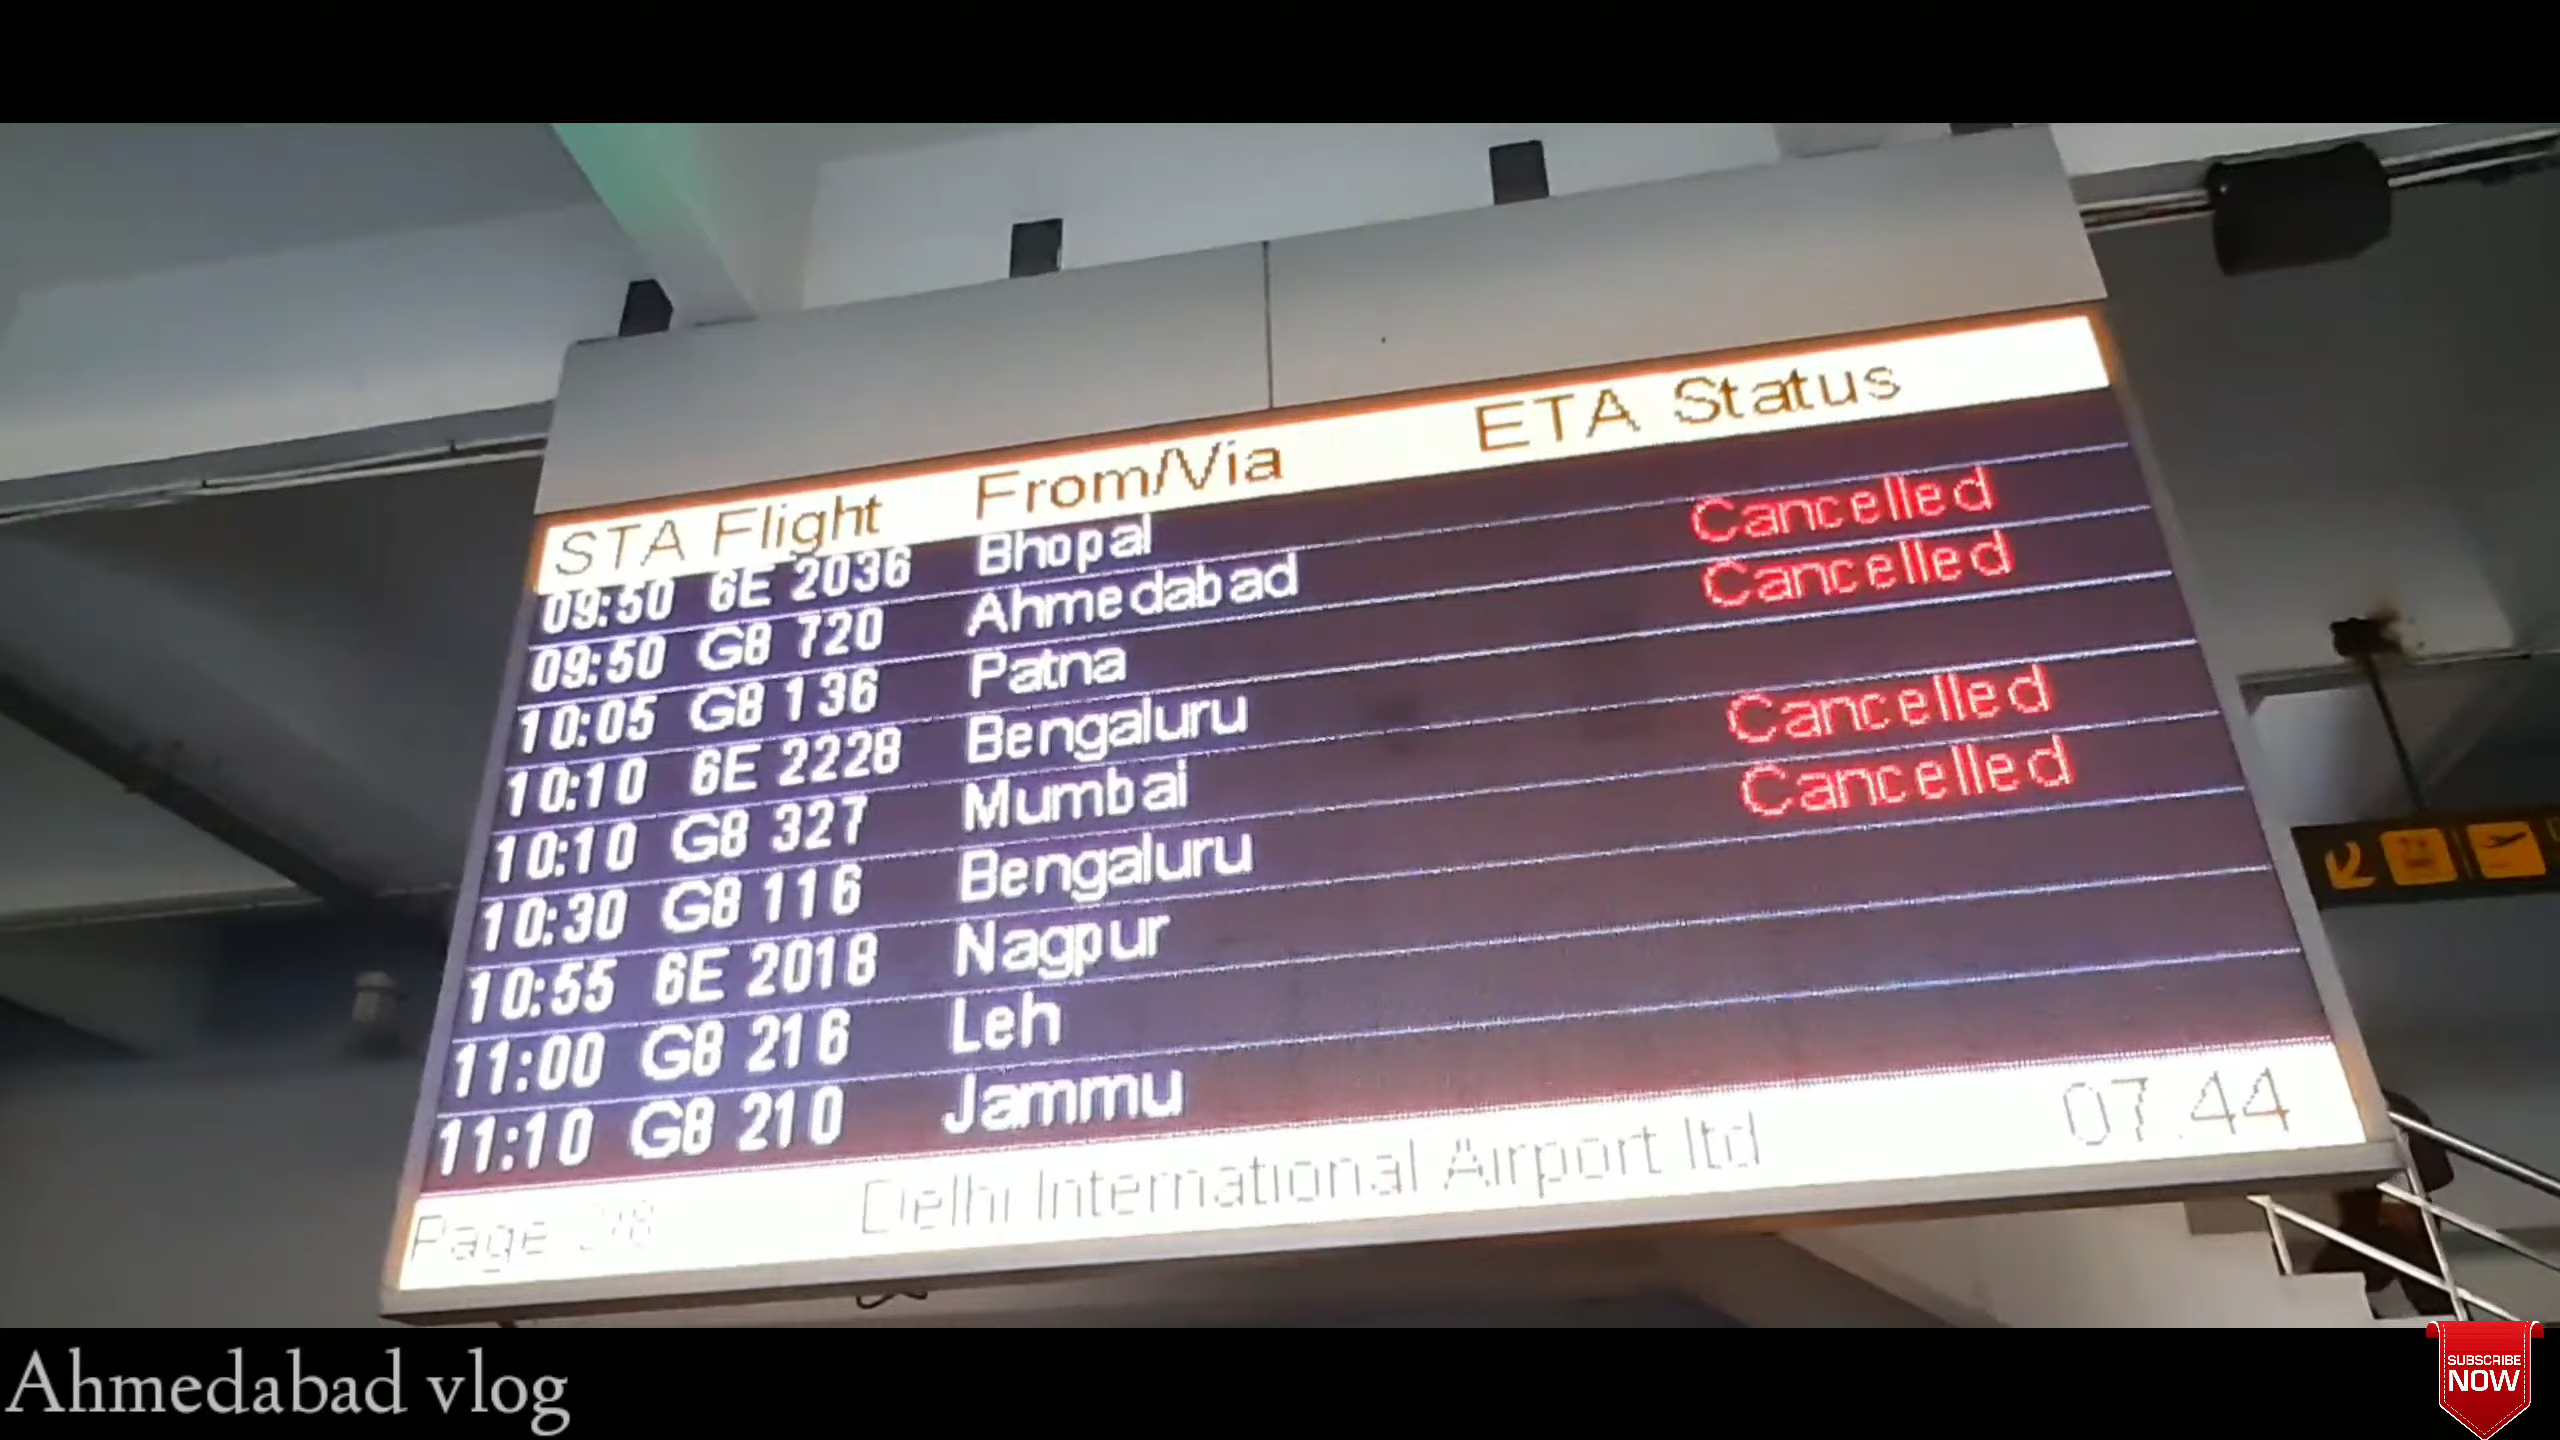 STA Flight From/Via ETA Status
09:50 6E 2036 Bhopal
09:50 G8 720 Ahmedabad Cancelled
10:05 G8 136 Patna Cancelled
10:10 6E 2228 Bengaluru
10:10 G8 327 Mumbai Cancelled
10:30 G8 116 Bengaluru Cancelled
10:55 6E 2018 Nagpur
11:00 G8 216 Leh
11:10 G8 210 Jammu
Page Delhi International Airport ltd 07:44
Ahmedabad vlog
SUBSCRIBE
NOW